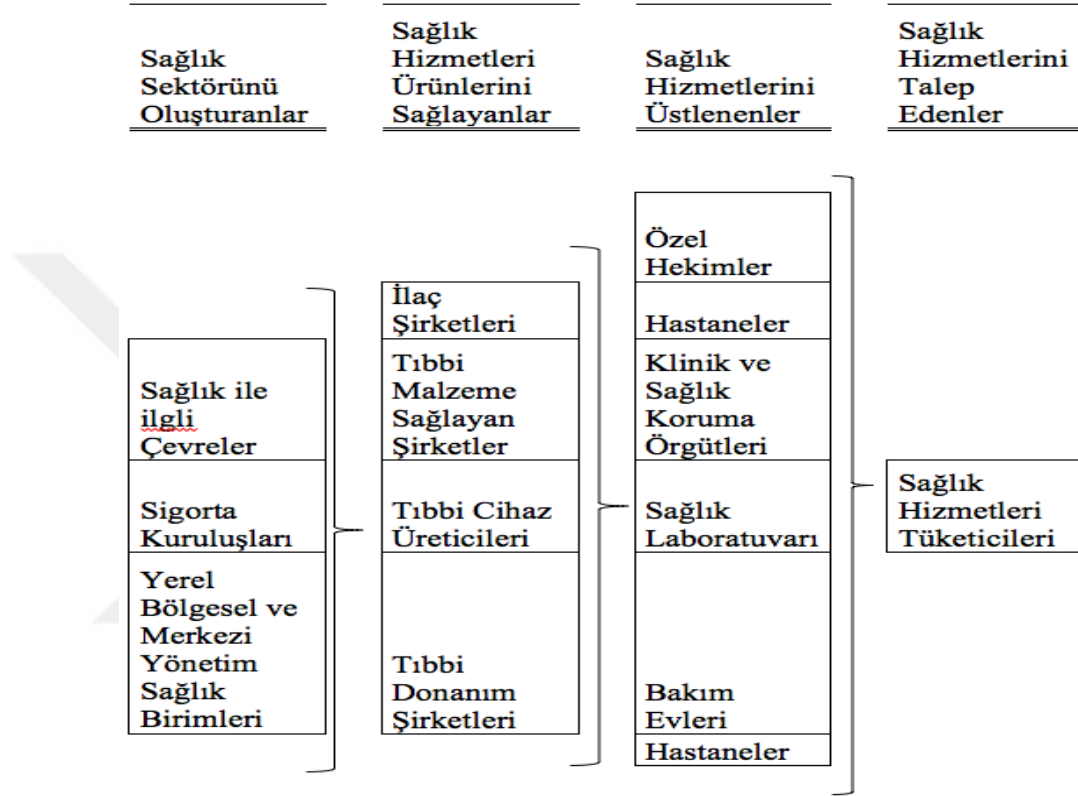 Sağlık
Sektörünü
Oluşturanlar
Sağlık
Hizmetleri
Ürünlerini
Sağlayanlar
Sağlık
Hizmetlerini
Üstlenenler
Sağlık
Hizmetlerini
Talep
Edenler
Sağlık ile
ilgli
Çevreler
Sigorta
Kuruluşları
Yerel
Bölgesel ve
Merkezi
Yönetim
Sağlık
Birimleri
İlaç
Şirketleri
Tıbbi
Malzeme
Sağlayan
Şirketler
Tıbbi Cihaz
Üreticileri
Tıbbi
Donanım
Şirketleri
Özel
Hekimler
Hastaneler
Klinik ve
Sağlık
Koruma
Örgütleri
Sağlık
Laboratuvarı
Bakım
Evleri
Hastaneler
Sağlık
Hizmetleri
Tüketicileri